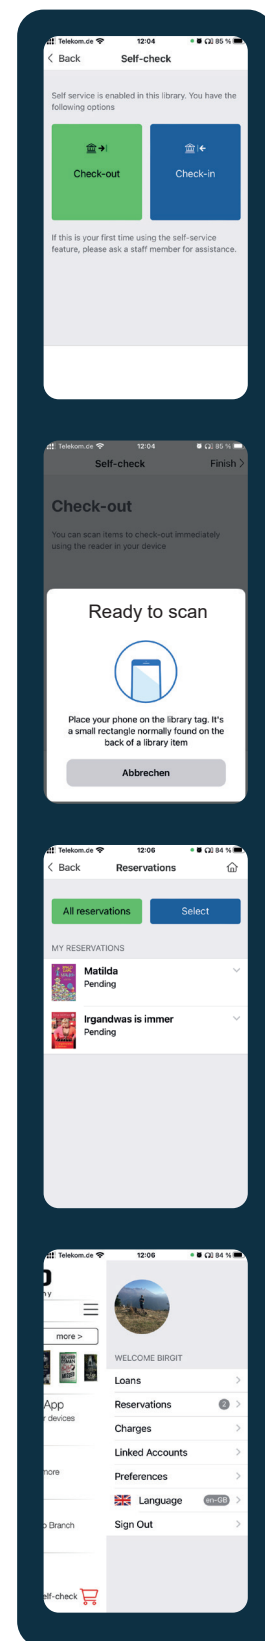 Telekom.de 12:04 85 %
Back Self-check
Self service is enabled in this library. You have the
following options
Check-out Check-in
If this is your first time using the self-service
feature, please ask a staff member for assistance.
Telekom.de 12:04 85 %
Self-check Finish
Check-out
You can scan items to check-out immediately
using the reader in your device
Ready to scan
Place your phone on the library tag. It's
a small rectangle normally found on the
back of a library item
Abbrechen
Telekom.de 12:06 84 %
Back Reservations
All reservations Select
MY RESERVATIONS
Matilda
Pending
Irgandwas is immer
Pending
Telekom.de 12:06 84 %
ny
more >
WELCOME BIRGIT
Loans
App
Reservations 2
r devices
Charges
Linked Accounts
more
Preferences
Language en-GB
Branch
Sign Out
elf-check